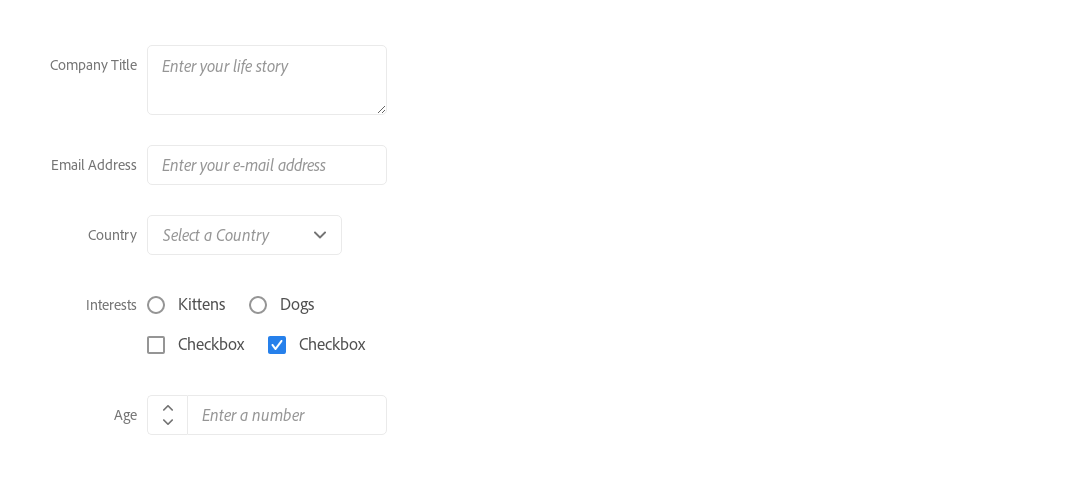 Company Title Enter your life story
Email Address Enter your e-mail address
Country Select a Country
Interests Kittens Dogs
Checkbox Checkbox
Age Enter a number